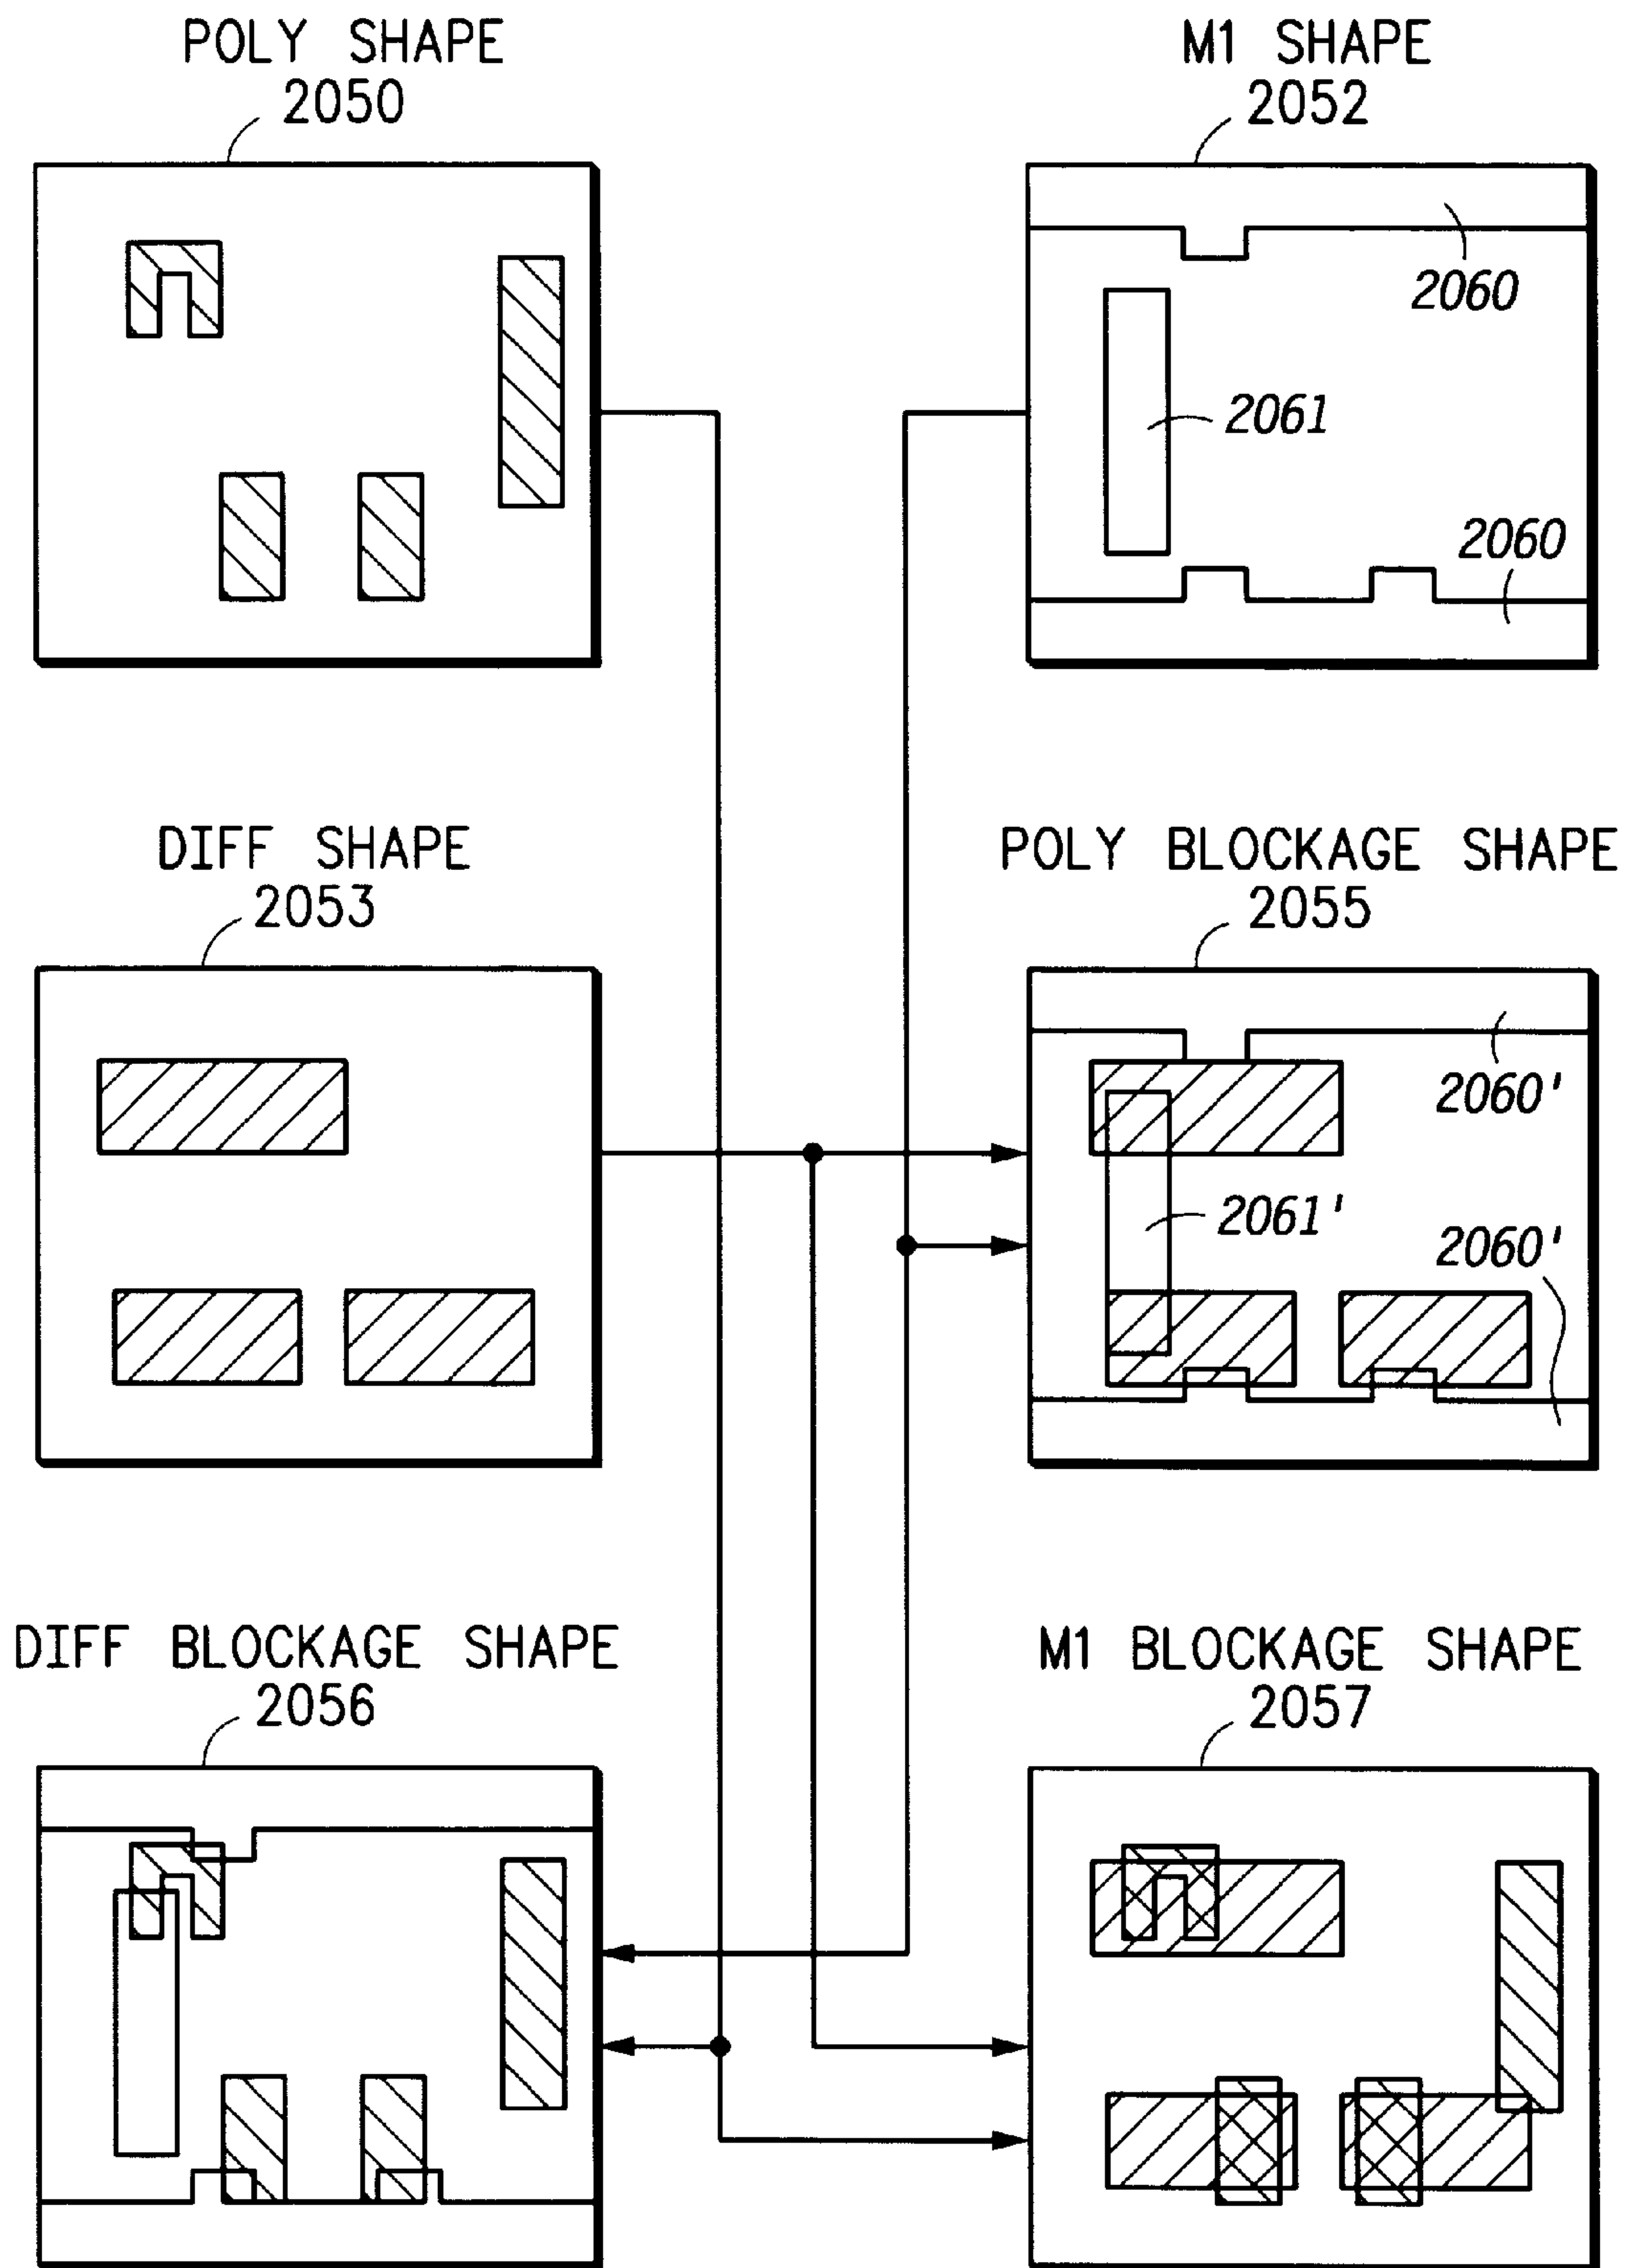 POLY SHAPE
2050
M1 SHAPE
2052
2060
2061
2060
DIFF SHAPE
2053
POLY BLOCKAGE SHAPE
2055
2060'
2061'
2060'
DIFF BLOCKAGE SHAPE
2056
M1 BLOCKAGE SHAPE
2057